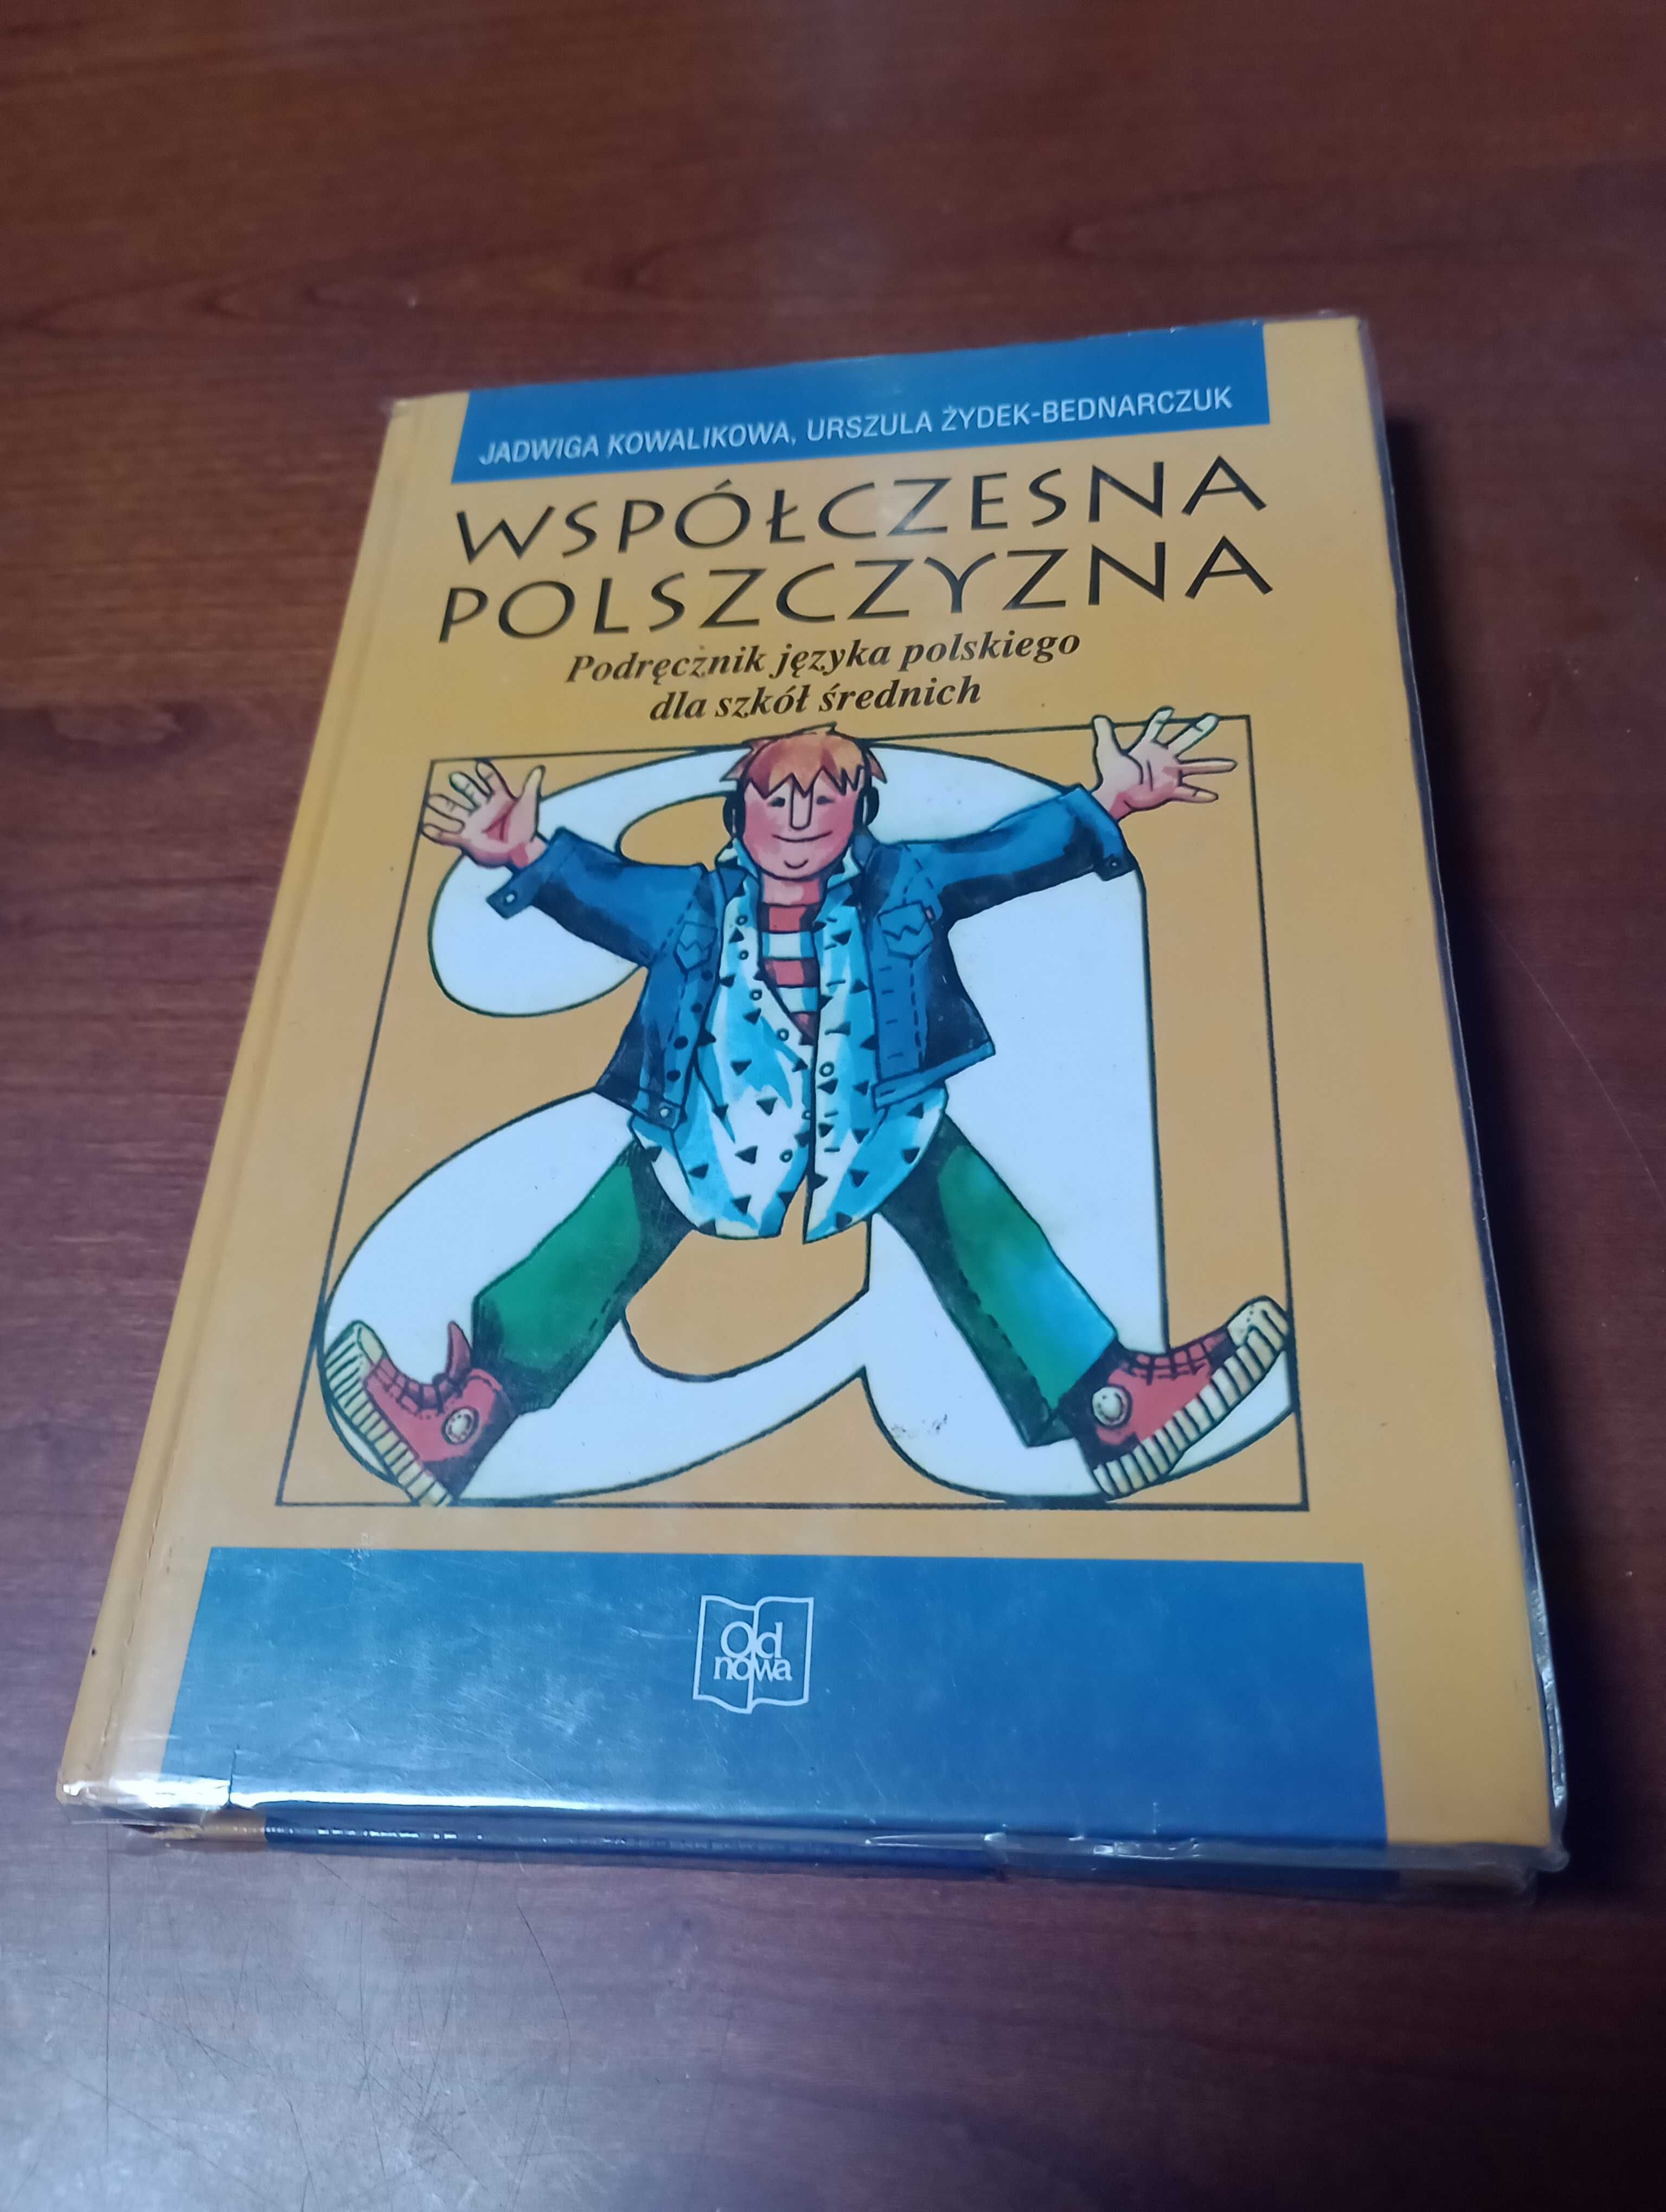 JADWIGA KOWALIKOWA, URSZULA ŻYDEK-BEDNARCZUK
WSPÓŁCZESNA
POLSZCZYZNA
Podręcznik języka polskiego
dla szkół średnich
Od
nowa